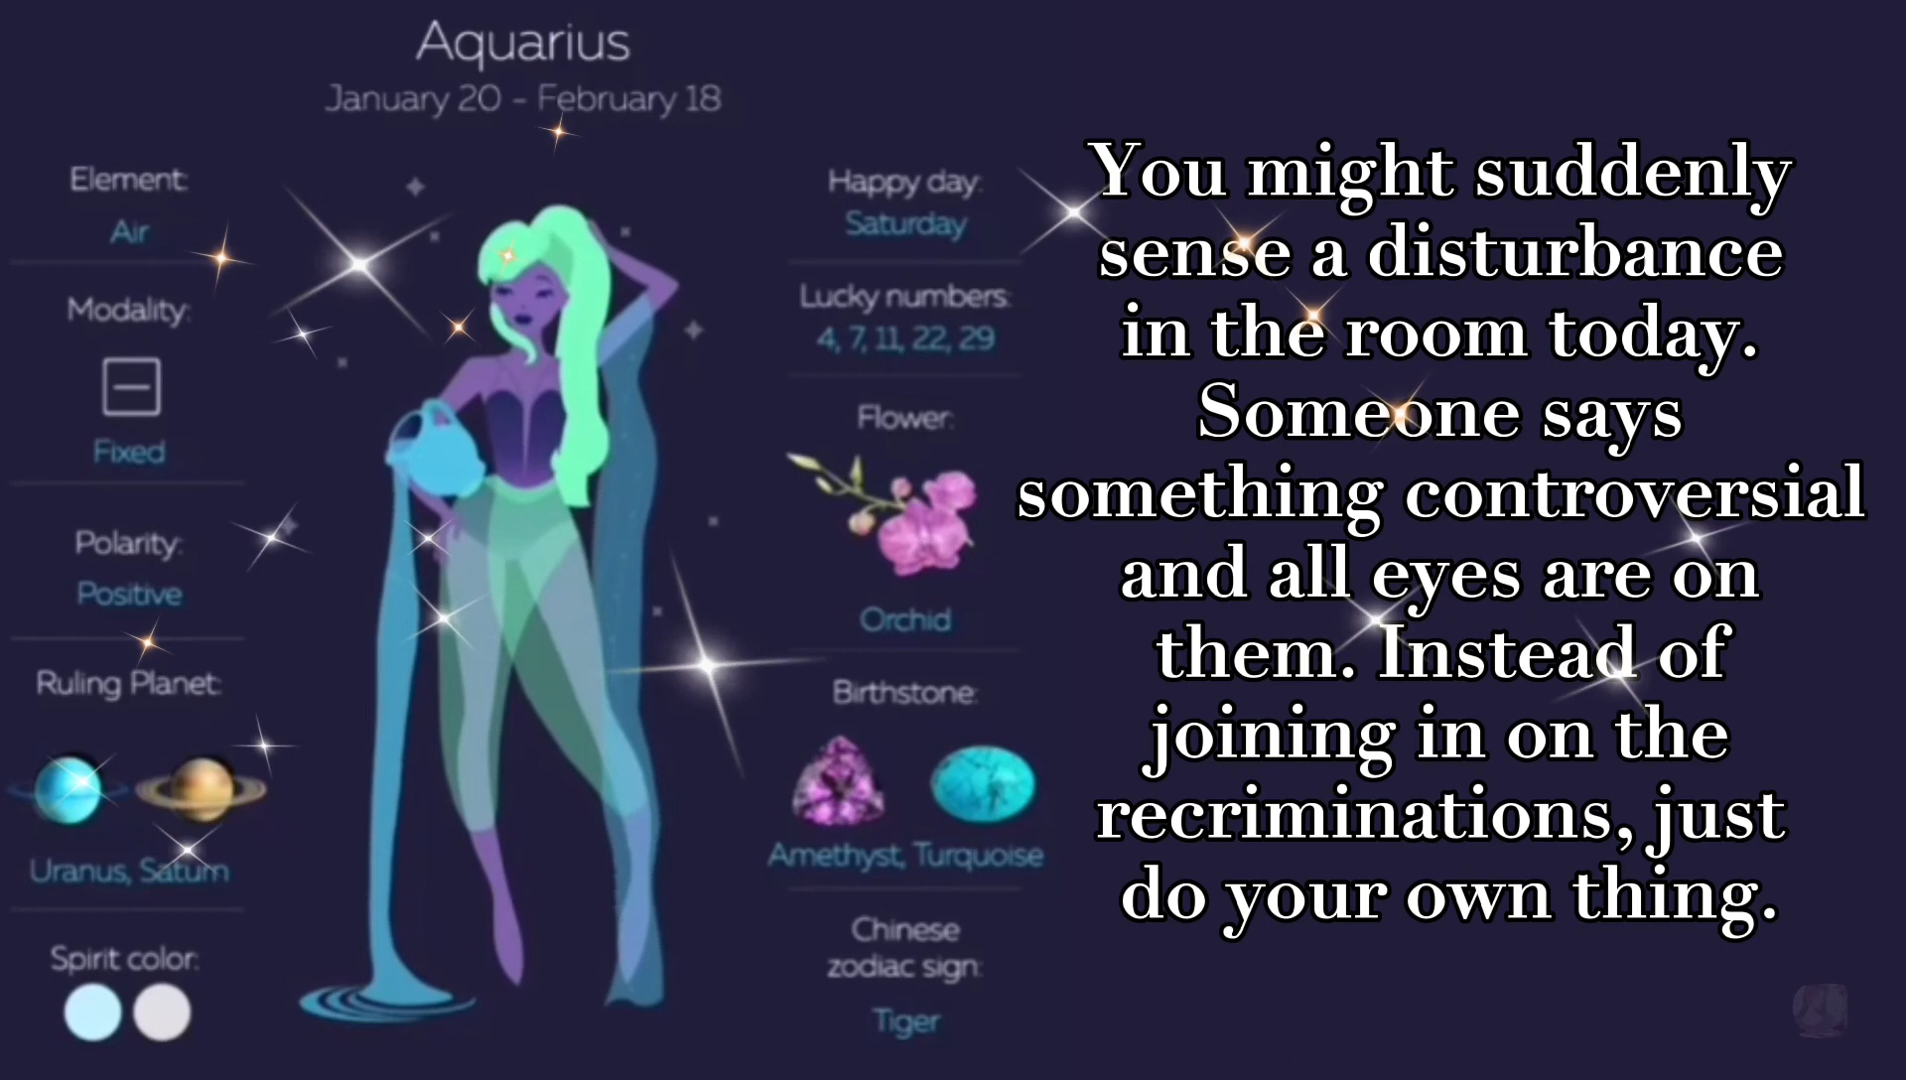 Aquarius
January 20 - February 18
Element:
Air
Modality:
Fixed
Polarity:
Positive
Ruling Planet:
Uranus, Saturn
Spirit color:
Happy day:
Saturday
Lucky numbers:
4, 7, 11, 22, 29
Flower:
Orchid
Birthstone:
Amethyst, Turquoise
Chinese
zodiac sign:
Tiger
You might suddenly
sense a disturbance
in the room today.
Someone says
something controversial
and all eyes are on
them. Instead of
joining in on the
recriminations, just
do your own thing.